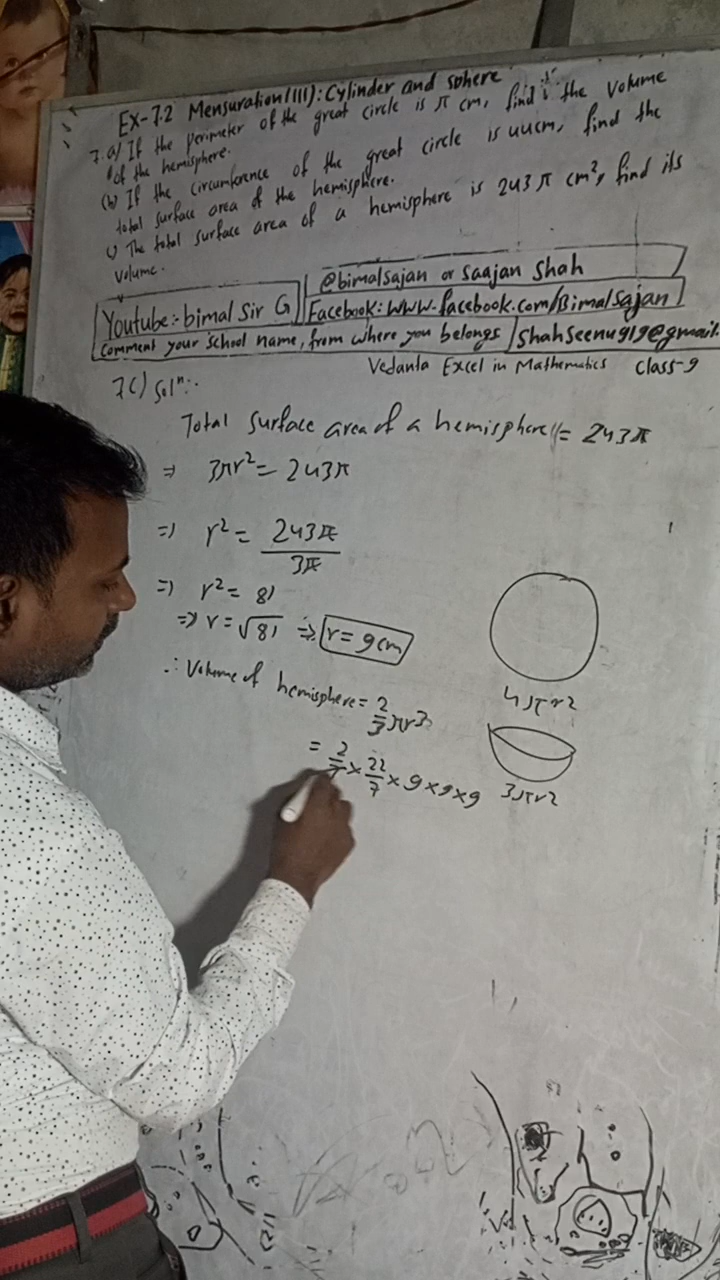 EX-7.2 Mensuration(III):Cylinder and sphere
7.a) If the perimeter of the great circle is π cm, find the volume
of the hemisphere.
(b) If the circumference of the great circle is 44cm, find the
total surface area of the hemisphere.
c) The total surface area of a hemisphere is 243π cm², find its
volume.
@bimalsajan or saajan shah
Youtube:- bimal sir G
Facebook: www.facebook.com/Bimalsajan
comment your school name, from where you belongs
shahseenu919@gmail.
Vedanta Excel in Mathematics class-9
7c) Solⁿ:-
Total surface area of a hemisphere = 243π
⇒ 3πr² = 243π
⇒ r² = 243π/3π
⇒ r² = 81
⇒ r = √81 ⇒ r = 9cm
∴ Volume of hemisphere = 2/3 πr³
= 2/3 × 22/7 × 9 × 9 × 9
4πr²
3πr²